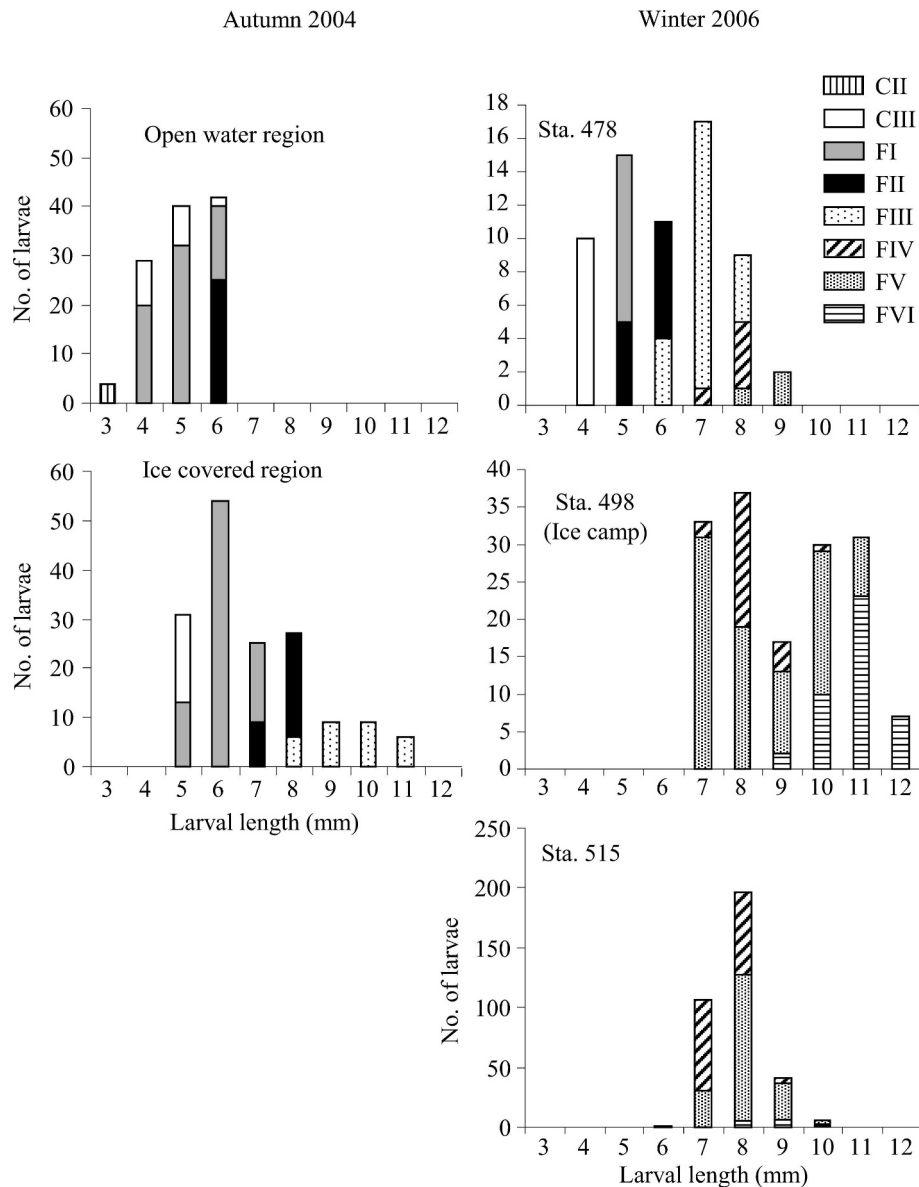 Autumn 2004
Winter 2006
Open water region
No. of larvae
60
50
40
30
20
10
0
3 4 5 6 7 8 9 10 11 12
Ice covered region
No. of larvae
60
50
40
30
20
10
0
3 4 5 6 7 8 9 10 11 12
Larval length (mm)
Sta. 478
18
16
14
12
10
8
6
4
2
0
3 4 5 6 7 8 9 10 11 12
CII
CIII
FI
FII
FIII
FIV
FV
FVI
Sta. 498
(Ice camp)
40
35
30
25
20
15
10
5
0
3 4 5 6 7 8 9 10 11 12
Sta. 515
No. of larvae
250
200
150
100
50
0
3 4 5 6 7 8 9 10 11 12
Larval length (mm)